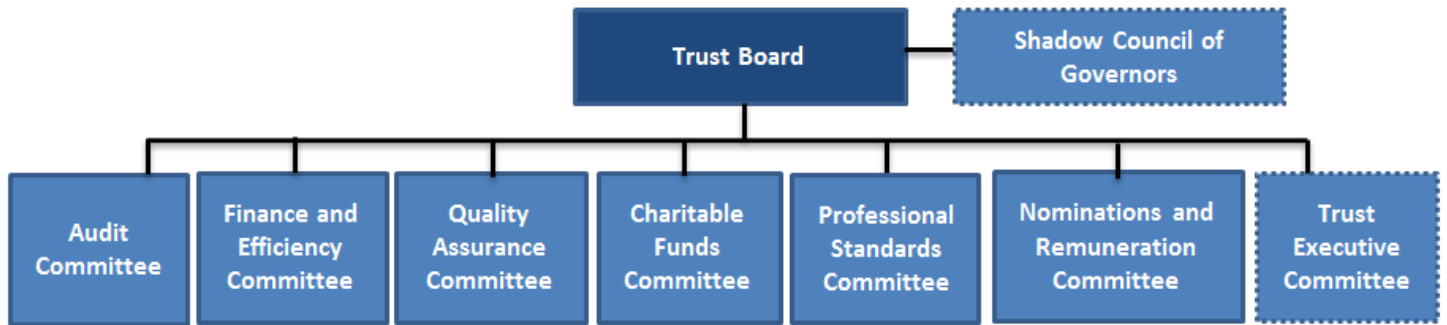 Trust Board
Shadow Council of
Governors
Audit
Committee
Finance and
Efficiency
Committee
Quality
Assurance
Committee
Charitable
Funds
Committee
Professional
Standards
Committee
Nominations and
Remuneration
Committee
Trust
Executive
Committee